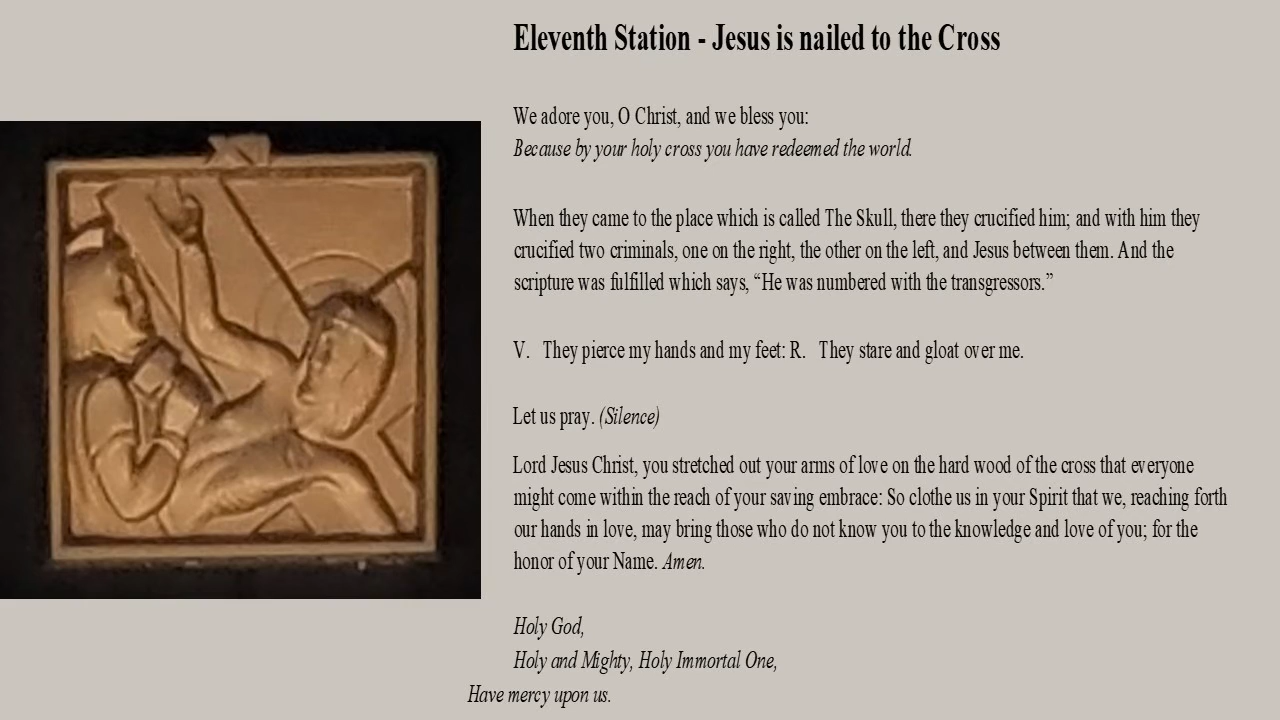 Eleventh Station - Jesus is nailed to the Cross
We adore you, O Christ, and we bless you:
Because by your holy cross you have redeemed the world.
When they came to the place which is called The Skull, there they crucified him; and with him they
crucified two criminals, one on the right, the other on the left, and Jesus between them. And the
scripture was fulfilled which says, “He was numbered with the transgressors.”
V. They pierce my hands and my feet: R. They stare and gloat over me.
Let us pray. (Silence)
Lord Jesus Christ, you stretched out your arms of love on the hard wood of the cross that everyone
might come within the reach of your saving embrace: So clothe us in your Spirit that we, reaching forth
our hands in love, may bring those who do not know you to the knowledge and love of you; for the
honor of your Name. Amen.
Holy God,
Holy and Mighty, Holy Immortal One,
Have mercy upon us.